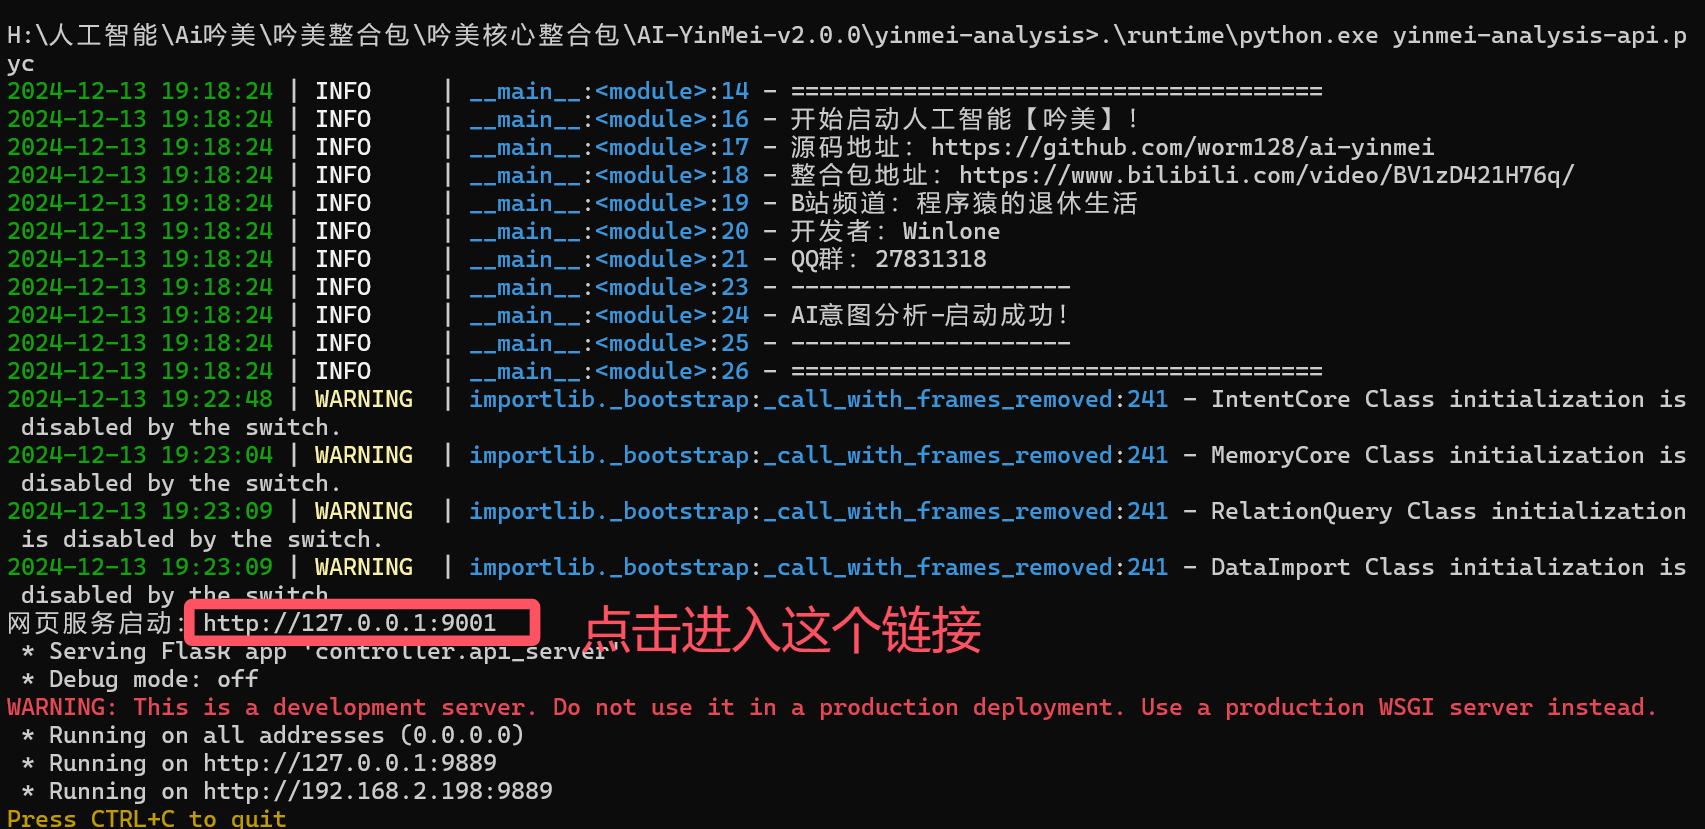 H:\人工智能\Ai吟美\吟美整合包\吟美核心整合包\AI-YinMei-v2.0.0\yinmei-analysis>.\runtime\python.exe yinmei-analysis-api.p
yc
2024-12-13 19:18:24 | INFO     | __main__:<module>:14 - ======================================
2024-12-13 19:18:24 | INFO     | __main__:<module>:16 - 开始启动人工智能【吟美】！
2024-12-13 19:18:24 | INFO     | __main__:<module>:17 - 源码地址：https://github.com/worm128/ai-yinmei
2024-12-13 19:18:24 | INFO     | __main__:<module>:18 - 整合包地址：https://www.bilibili.com/video/BV1zD421H76q/
2024-12-13 19:18:24 | INFO     | __main__:<module>:19 - B站频道：程序猿的退休生活
2024-12-13 19:18:24 | INFO     | __main__:<module>:20 - 开发者：Winlone
2024-12-13 19:18:24 | INFO     | __main__:<module>:21 - QQ群：27831318
2024-12-13 19:18:24 | INFO     | __main__:<module>:23 - --------------------
2024-12-13 19:18:24 | INFO     | __main__:<module>:24 - AI意图分析-启动成功！
2024-12-13 19:18:24 | INFO     | __main__:<module>:25 - --------------------
2024-12-13 19:18:24 | INFO     | __main__:<module>:26 - ======================================
2024-12-13 19:22:48 | WARNING  | importlib._bootstrap:_call_with_frames_removed:241 - IntentCore Class initialization is
disabled by the switch.
2024-12-13 19:23:04 | WARNING  | importlib._bootstrap:_call_with_frames_removed:241 - MemoryCore Class initialization is
disabled by the switch.
2024-12-13 19:23:09 | WARNING  | importlib._bootstrap:_call_with_frames_removed:241 - RelationQuery Class initialization
is disabled by the switch.
2024-12-13 19:23:09 | WARNING  | importlib._bootstrap:_call_with_frames_removed:241 - DataImport Class initialization is
disabled by the switch.
网页服务启动：http://127.0.0.1:9001
点击进入这个链接
* Serving Flask app 'controller.api_server'
* Debug mode: off
WARNING: This is a development server. Do not use it in a production deployment. Use a production WSGI server instead.
* Running on all addresses (0.0.0.0)
* Running on http://127.0.0.1:9889
* Running on http://192.168.2.198:9889
Press CTRL+C to quit